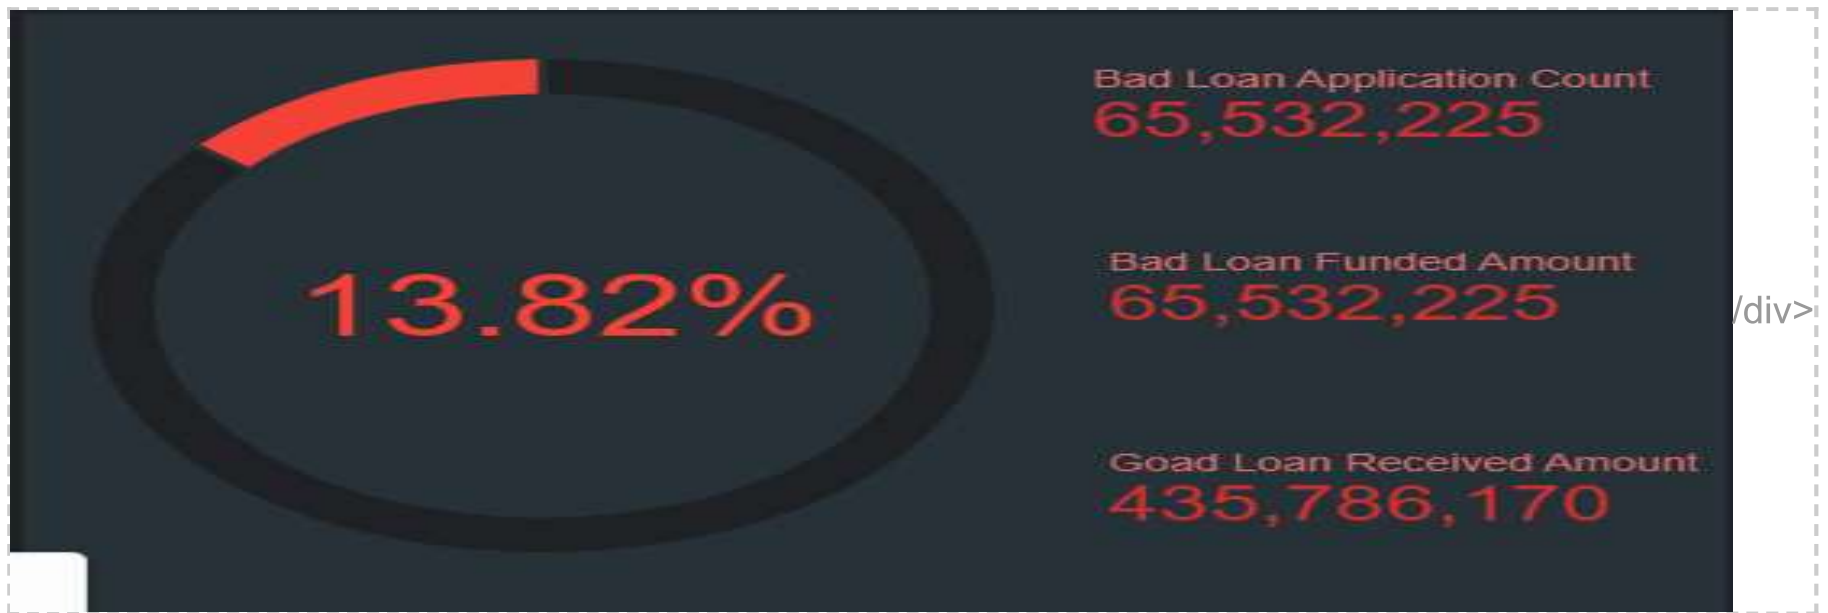 Bad Loan Application Count
65,532,225
Bad Loan Funded Amount
65,532,225
13.82%
/div>
Goad Loan Received Amount
435,786,170